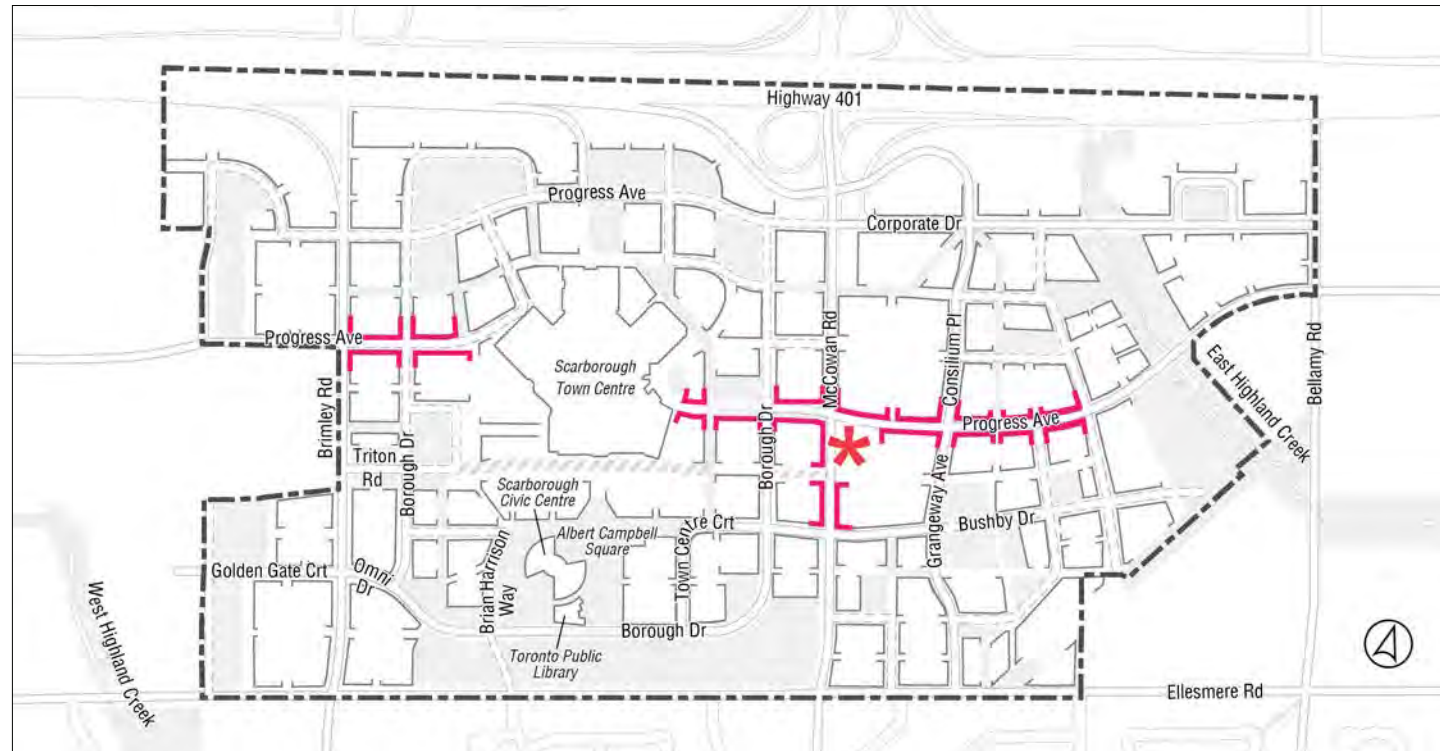 Highway 401
Progress Ave
Corporate Dr
Progress Ave
Scarborough
Town Centre
McCowan Rd
Consilium Pl
East Highland Creek
Bellamy Rd
Brimley Rd
Borough Dr
Progress Ave
Triton
Rd
Borough Dr
Scarborough
Civic Centre
Albert Campbell
Square
Town Cent
re Crt
Grangeway Ave
Bushby Dr
Golden Gate Crt
Omni
Dr
Brian Harrison
Way
Borough Dr
Toronto Public
Library
West Highland Creek
Ellesmere Rd